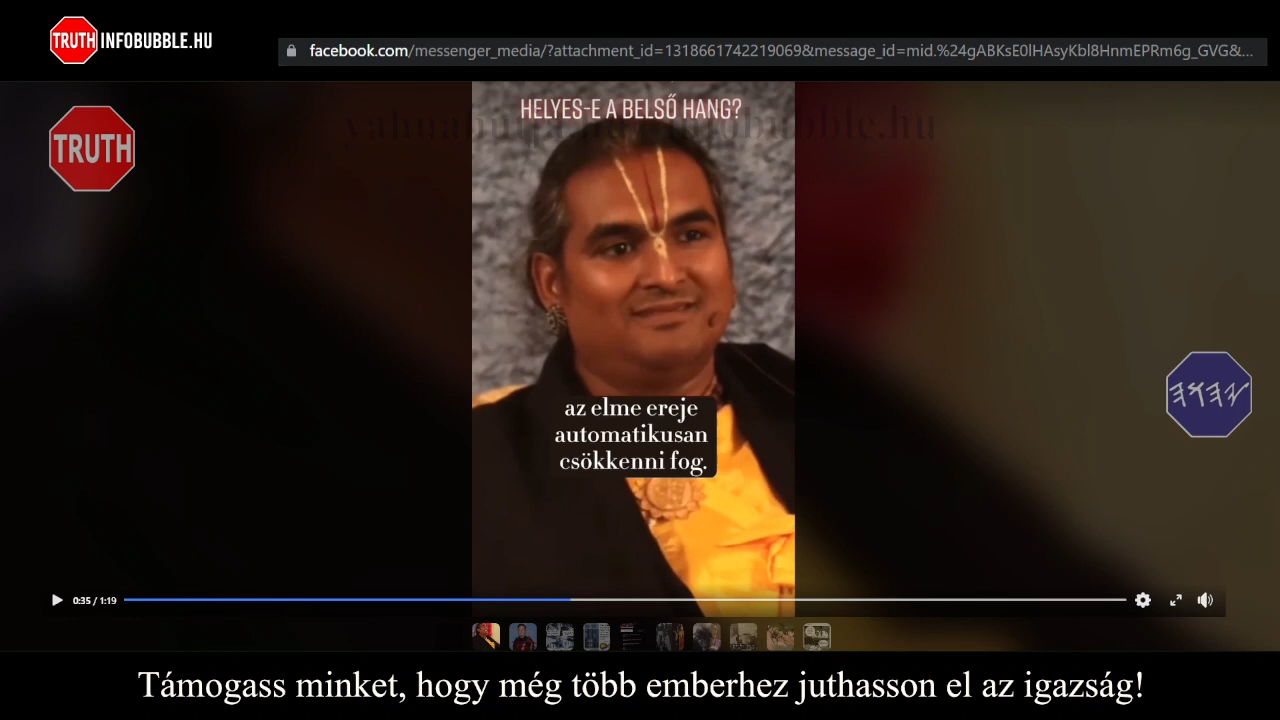 TRUTH INFOBUBBLE.HU
facebook.com/messenger_media/?attachment_id=1318661742219069&message_id=mid.%24gABKsE0lHAsyKbl8HnmEPRm6g_GVG&...
HELYES-E A BELSŐ HANG?
TRUTH
az elme ereje
automatikusan
csökkenni fog.
0:35 / 1:19
Támogass minket, hogy még több emberhez juthasson el az igazság!